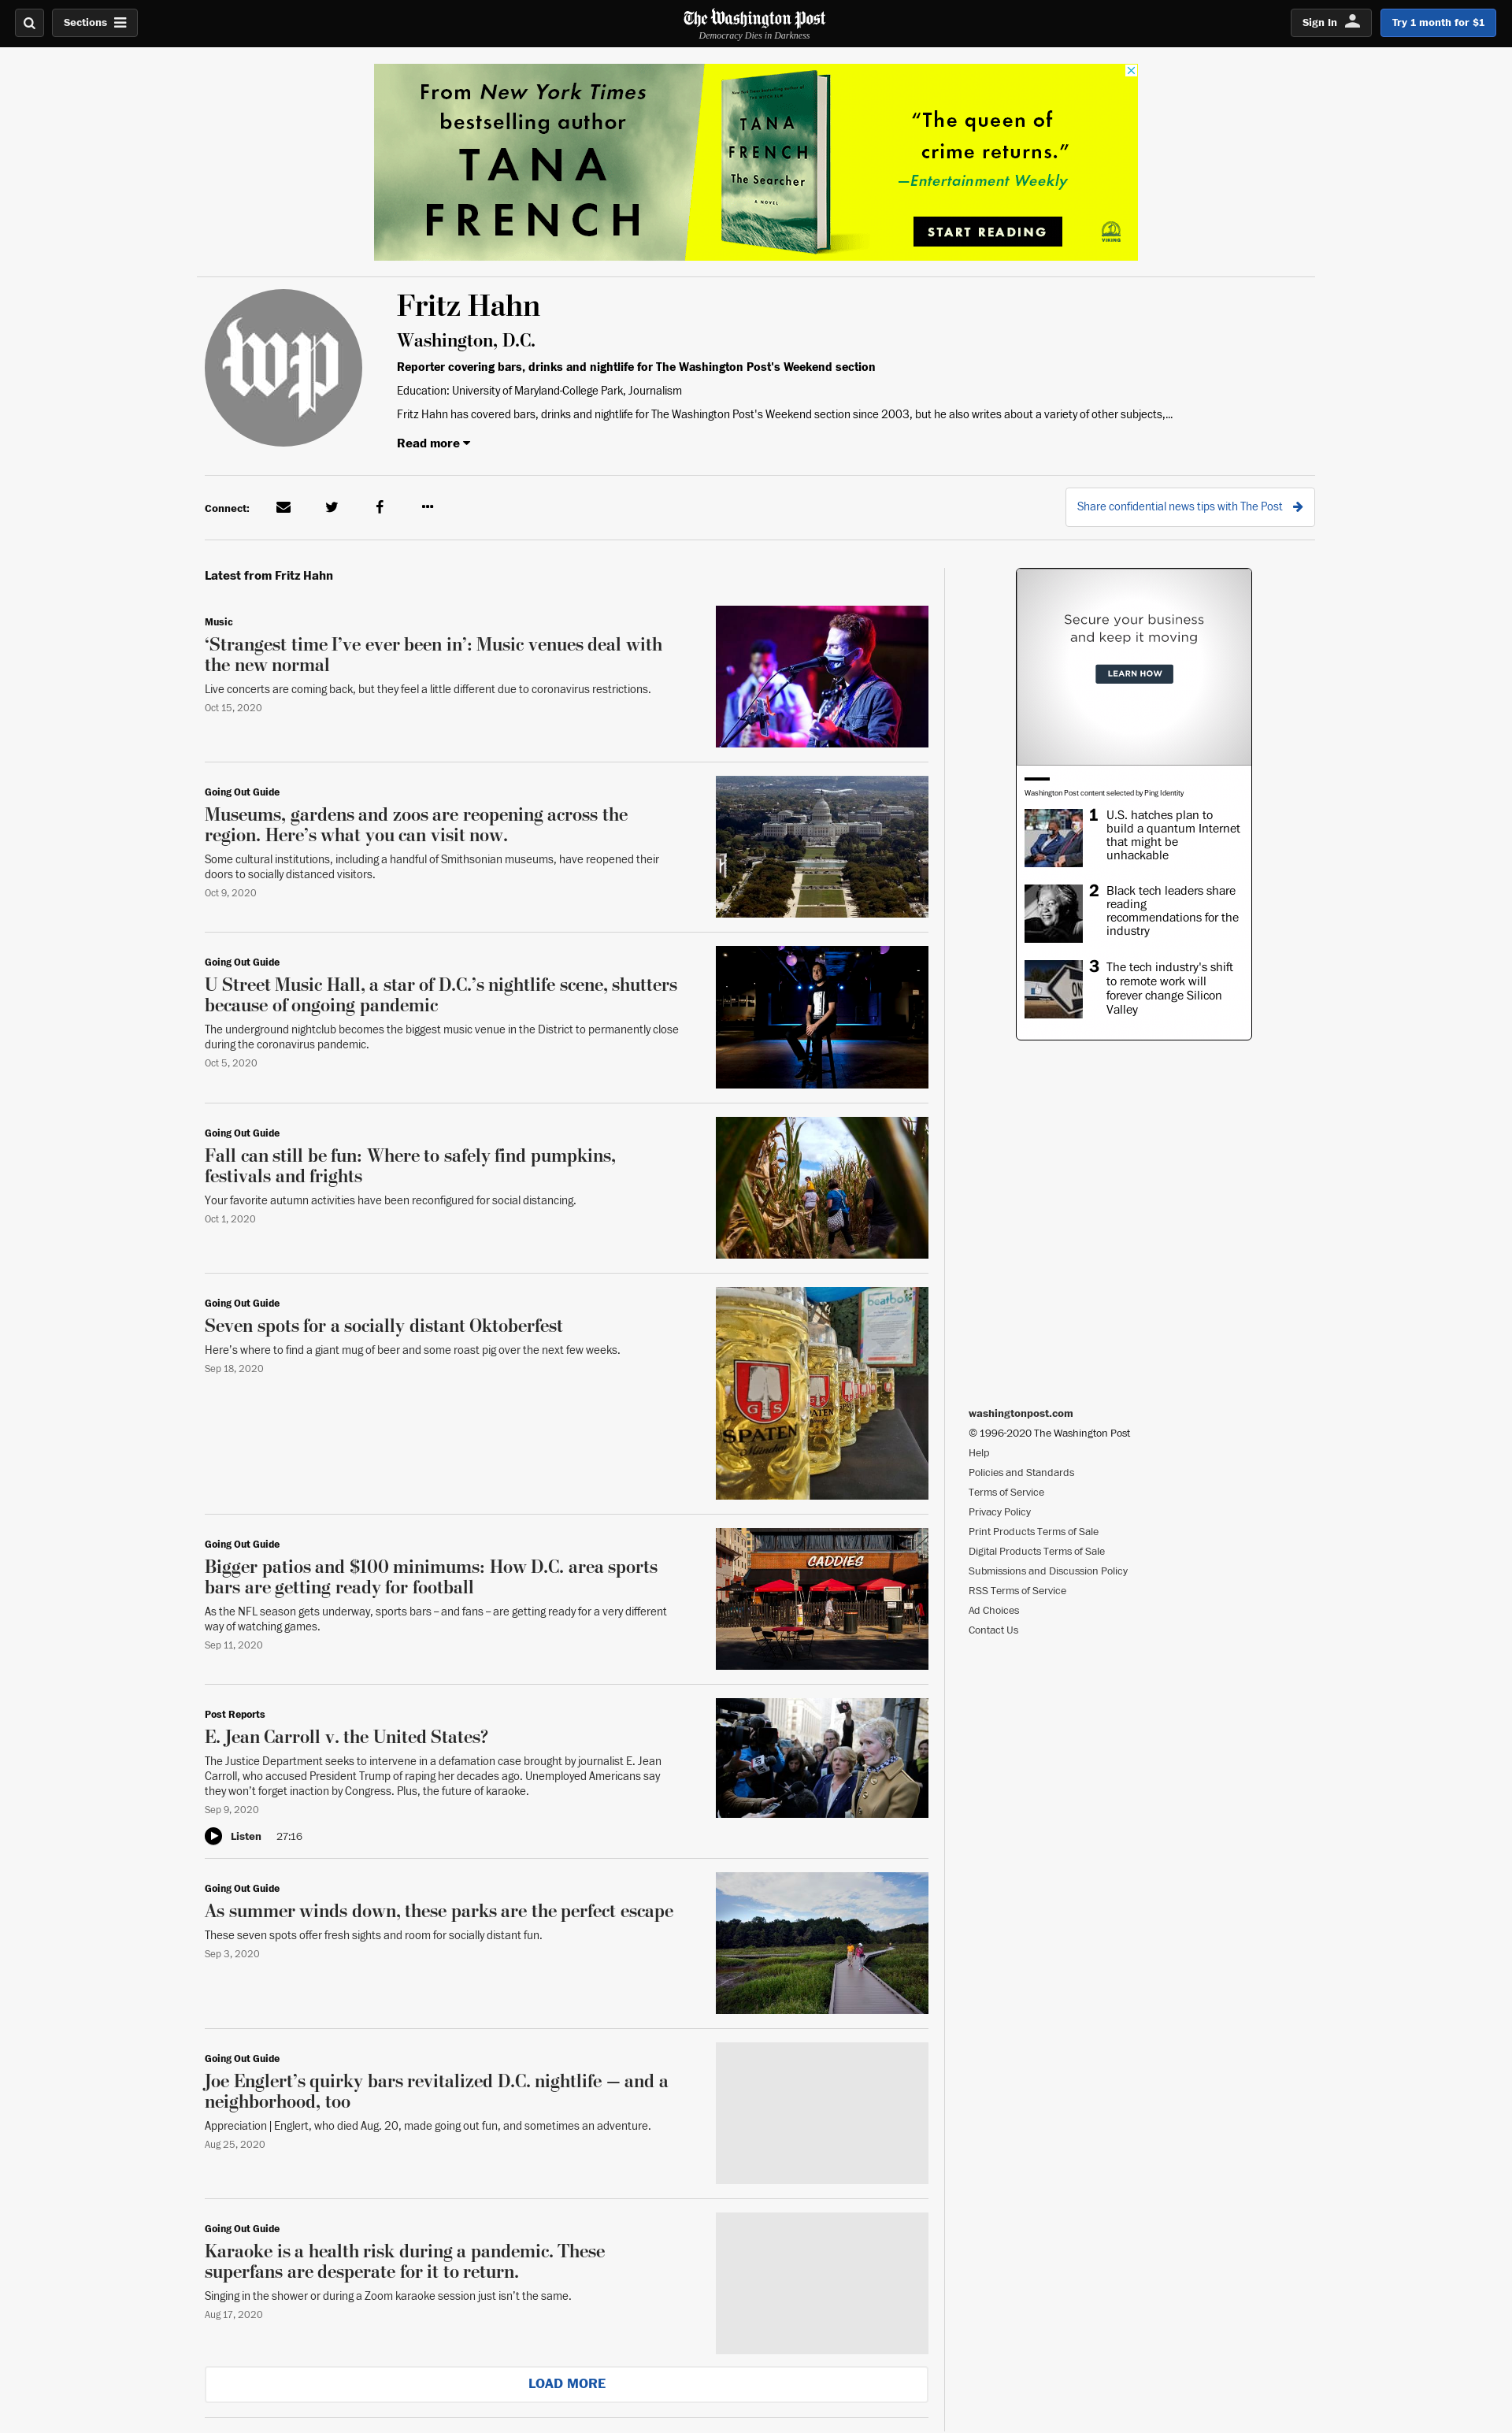 Sections
The Washington Post
Democracy Dies in Darkness
Sign In
Try 1 month for $1
From New York Times
bestselling author
TANA
FRENCH
New York Times bestselling author of
TANA
FRENCH
The Searcher
A NOVEL
“The queen of
crime returns.”
—Entertainment Weekly
START READING
VIKING
wp
Fritz Hahn
Washington, D.C.
Reporter covering bars, drinks and nightlife for The Washington Post's Weekend section
Education: University of Maryland-College Park, Journalism
Fritz Hahn has covered bars, drinks and nightlife for The Washington Post's Weekend section since 2003, but he also writes about a variety of other subjects,...
Read more
Connect:
Share confidential news tips with The Post
Latest from Fritz Hahn
Music
‘Strangest time I’ve ever been in’: Music venues deal with
the new normal
Live concerts are coming back, but they feel a little different due to coronavirus restrictions.
Oct 15, 2020
Going Out Guide
Museums, gardens and zoos are reopening across the
region. Here’s what you can visit now.
Some cultural institutions, including a handful of Smithsonian museums, have reopened their
doors to socially distanced visitors.
Oct 9, 2020
Going Out Guide
U Street Music Hall, a star of D.C.’s nightlife scene, shutters
because of ongoing pandemic
The underground nightclub becomes the biggest music venue in the District to permanently close
during the coronavirus pandemic.
Oct 5, 2020
Going Out Guide
Fall can still be fun: Where to safely find pumpkins,
festivals and frights
Your favorite autumn activities have been reconfigured for social distancing.
Oct 1, 2020
Going Out Guide
Seven spots for a socially distant Oktoberfest
Here’s where to find a giant mug of beer and some roast pig over the next few weeks.
Sep 18, 2020
beatbox
G S
SPATEN
München
SPATEN
Going Out Guide
Bigger patios and $100 minimums: How D.C. area sports
bars are getting ready for football
As the NFL season gets underway, sports bars – and fans – are getting ready for a very different
way of watching games.
Sep 11, 2020
CADDIES
Post Reports
E. Jean Carroll v. the United States?
The Justice Department seeks to intervene in a defamation case brought by journalist E. Jean
Carroll, who accused President Trump of raping her decades ago. Unemployed Americans say
they won’t forget inaction by Congress. Plus, the future of karaoke.
Sep 9, 2020
Listen 27:16
Going Out Guide
As summer winds down, these parks are the perfect escape
These seven spots offer fresh sights and room for socially distant fun.
Sep 3, 2020
Going Out Guide
Joe Englert’s quirky bars revitalized D.C. nightlife — and a
neighborhood, too
Appreciation | Englert, who died Aug. 20, made going out fun, and sometimes an adventure.
Aug 25, 2020
Going Out Guide
Karaoke is a health risk during a pandemic. These
superfans are desperate for it to return.
Singing in the shower or during a Zoom karaoke session just isn’t the same.
Aug 17, 2020
LOAD MORE
Secure your business
and keep it moving
LEARN HOW
Washington Post content selected by Ping Identity
1 U.S. hatches plan to
build a quantum Internet
that might be
unhackable
2 Black tech leaders share
reading
recommendations for the
industry
3 The tech industry's shift
to remote work will
forever change Silicon
Valley
ON
washingtonpost.com
© 1996-2020 The Washington Post
Help
Policies and Standards
Terms of Service
Privacy Policy
Print Products Terms of Sale
Digital Products Terms of Sale
Submissions and Discussion Policy
RSS Terms of Service
Ad Choices
Contact Us